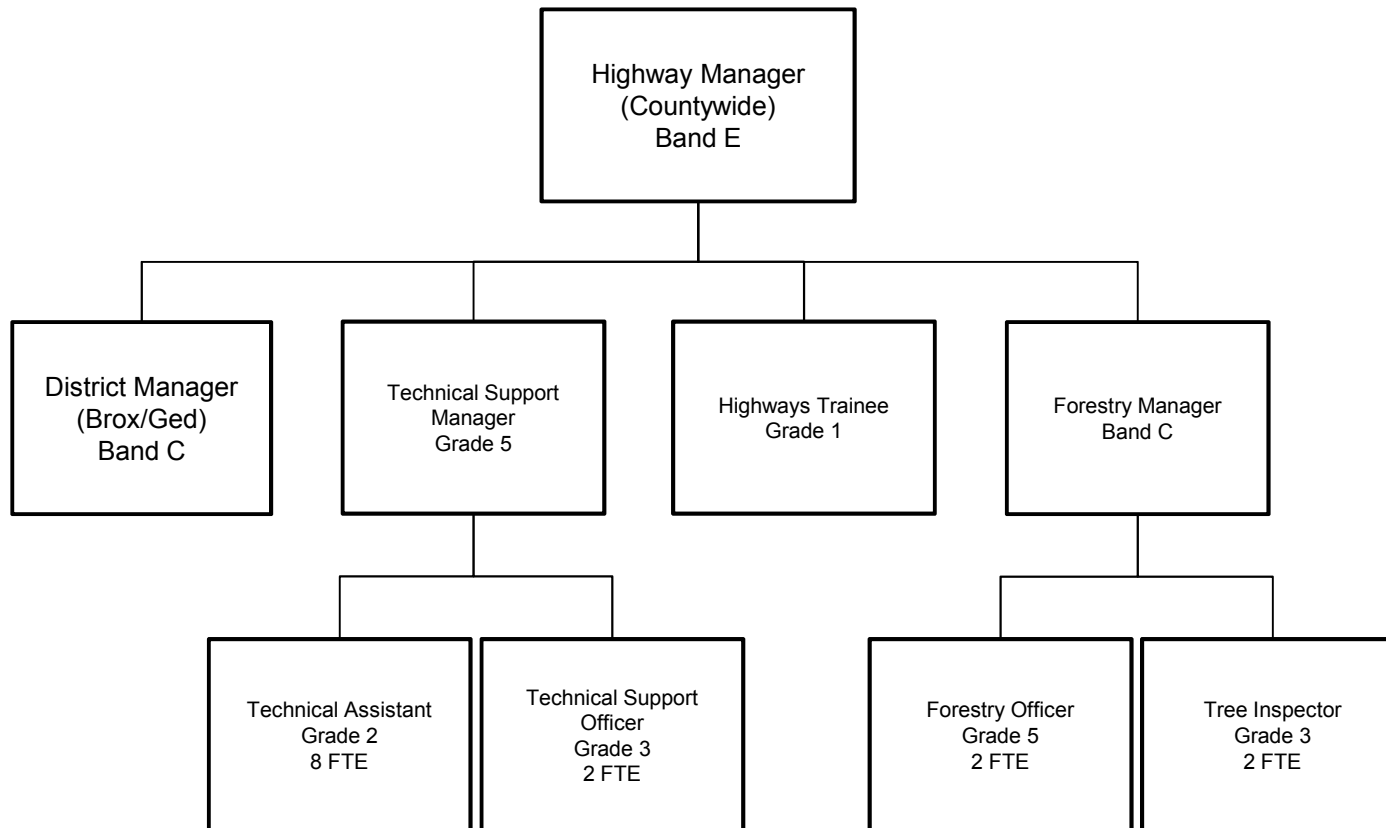 Highway Manager
(Countywide)
Band E
District Manager
(Brox/Ged)
Band C
Technical Support
Manager
Grade 5
Highways Trainee
Grade 1
Forestry Manager
Band C
Technical Assistant
Grade 2
8 FTE
Technical Support
Officer
Grade 3
2 FTE
Forestry Officer
Grade 5
2 FTE
Tree Inspector
Grade 3
2 FTE